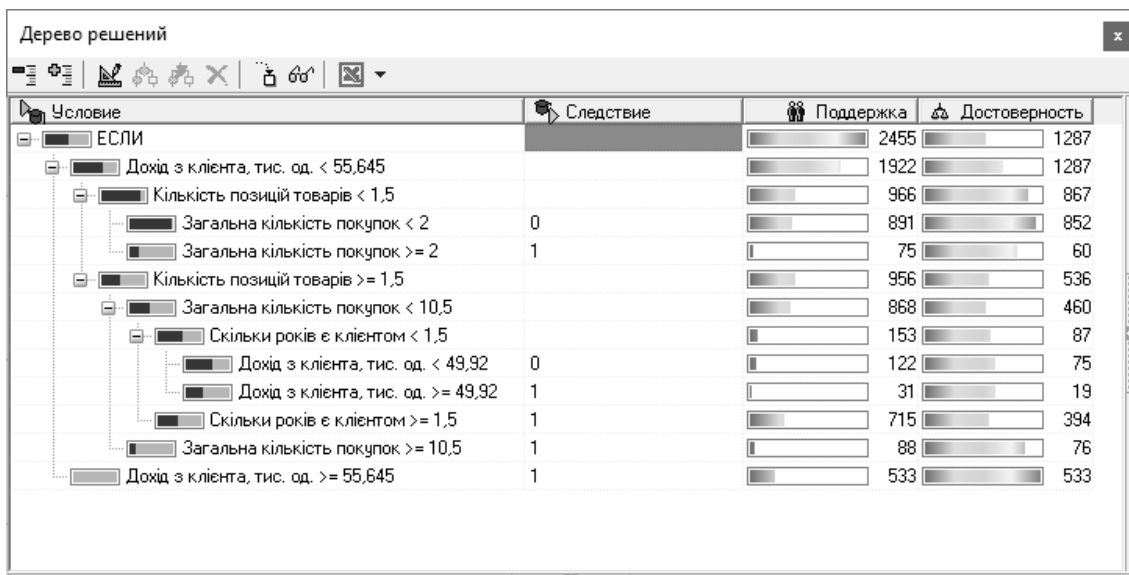 Дерево решений
x
Условие Следствие Поддержка Достоверность
ЕСЛИ 2455 1287
Дохід з клієнта, тис. од. < 55,645 1922 1287
Кількість позицій товарів < 1,5 966 867
Загальна кількість покупок < 2 0 891 852
Загальна кількість покупок >= 2 1 75 60
Кількість позицій товарів >= 1,5 956 536
Загальна кількість покупок < 10,5 868 460
Скільки років є клієнтом < 1,5 153 87
Дохід з клієнта, тис. од. < 49,92 0 122 75
Дохід з клієнта, тис. од. >= 49,92 1 31 19
Скільки років є клієнтом >= 1,5 1 715 394
Загальна кількість покупок >= 10,5 1 88 76
Дохід з клієнта, тис. од. >= 55,645 1 533 533